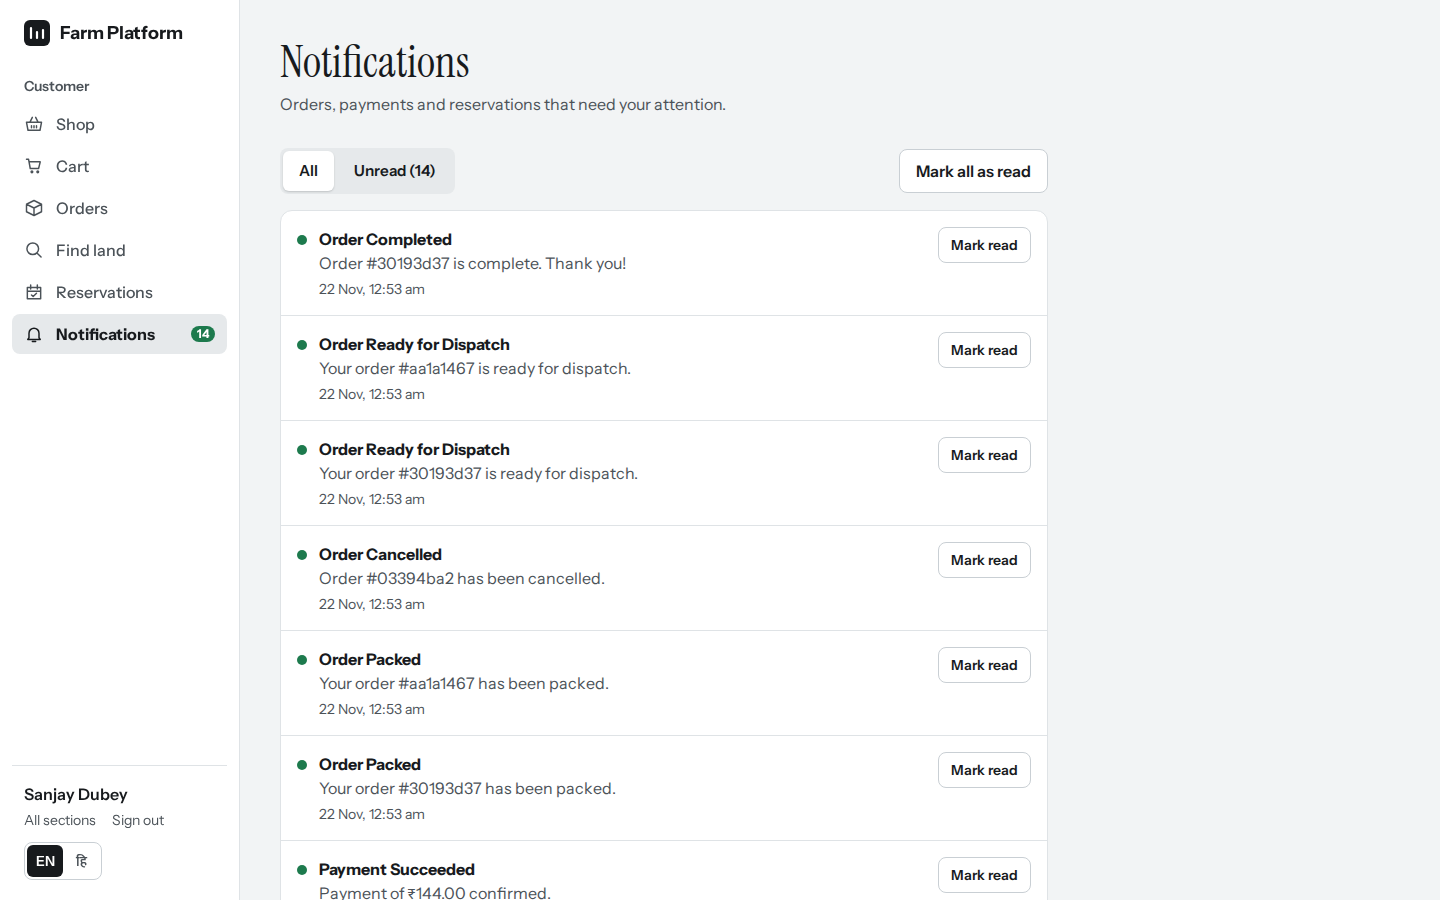 Farm Platform
Customer
Shop
Cart
Orders
Find land
Reservations
Notifications 14
Sanjay Dubey
All sections Sign out
EN हि
Notifications
Orders, payments and reservations that need your attention.
All Unread (14) Mark all as read
Order Completed Mark read
Order #30193d37 is complete. Thank you!
22 Nov, 12:53 am
Order Ready for Dispatch Mark read
Your order #aa1a1467 is ready for dispatch.
22 Nov, 12:53 am
Order Ready for Dispatch Mark read
Your order #30193d37 is ready for dispatch.
22 Nov, 12:53 am
Order Cancelled Mark read
Order #03394ba2 has been cancelled.
22 Nov, 12:53 am
Order Packed Mark read
Your order #aa1a1467 has been packed.
22 Nov, 12:53 am
Order Packed Mark read
Your order #30193d37 has been packed.
22 Nov, 12:53 am
Payment Succeeded Mark read
Payment of ₹144.00 confirmed.